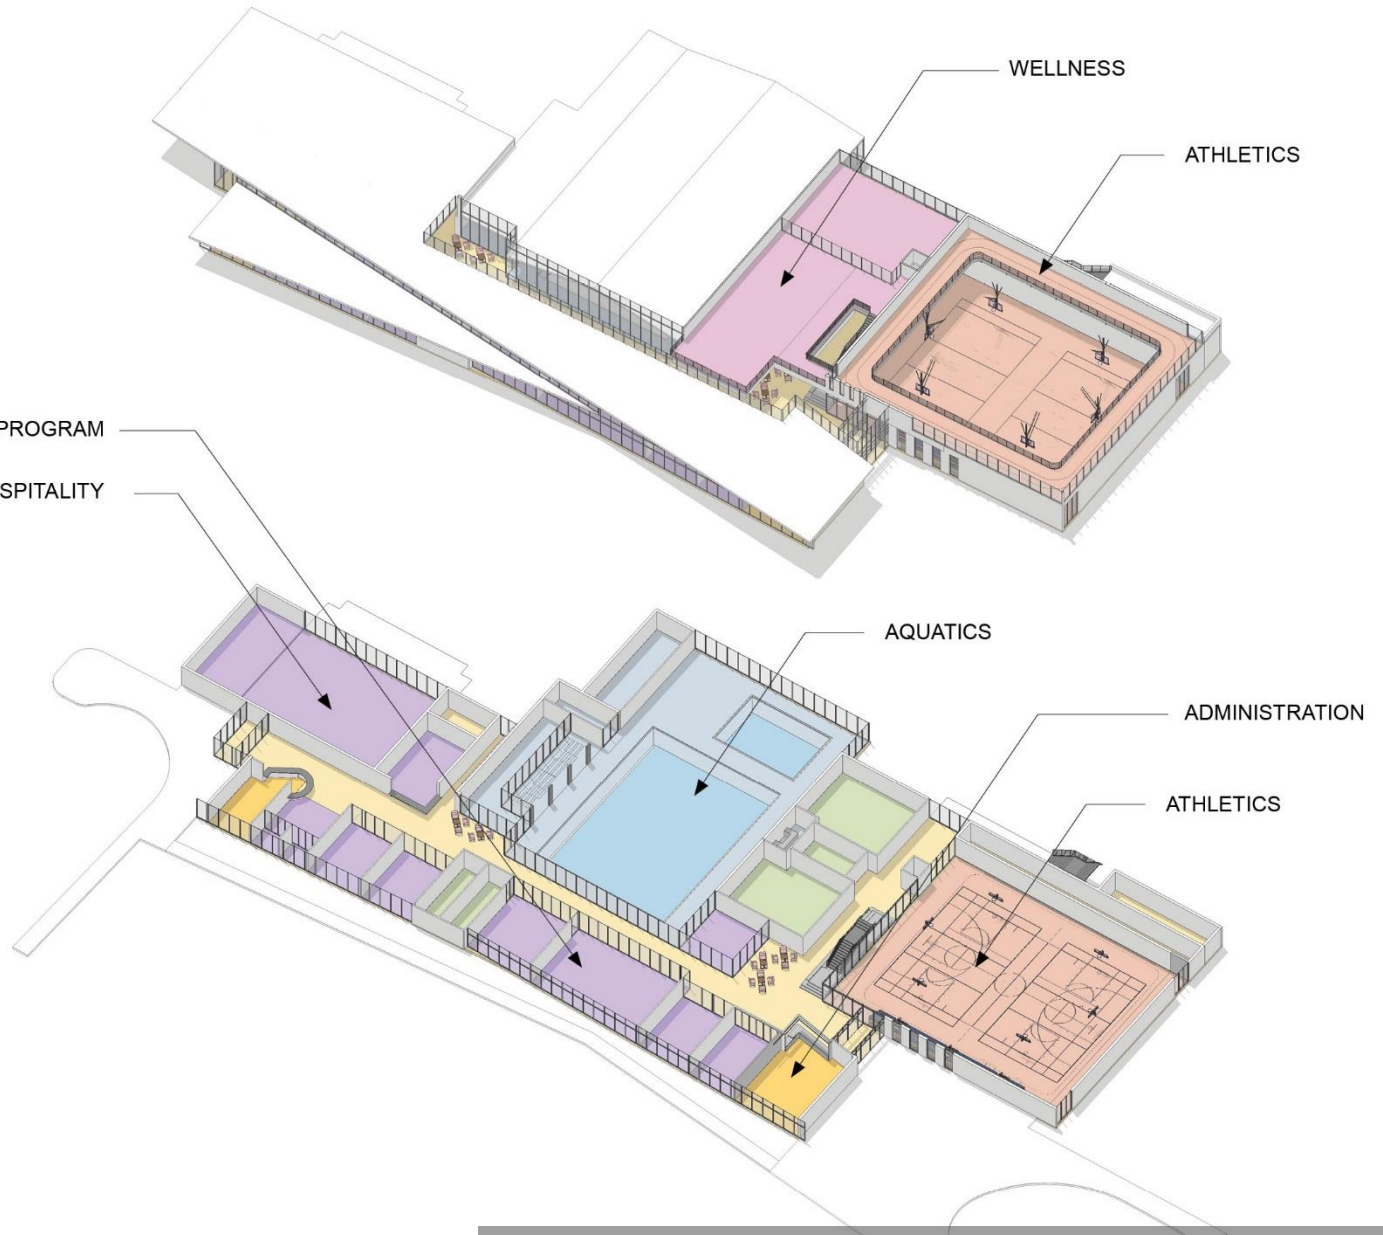 WELLNESS
ATHLETICS
PROGRAM
SPITALITY
AQUATICS
ADMINISTRATION
ATHLETICS